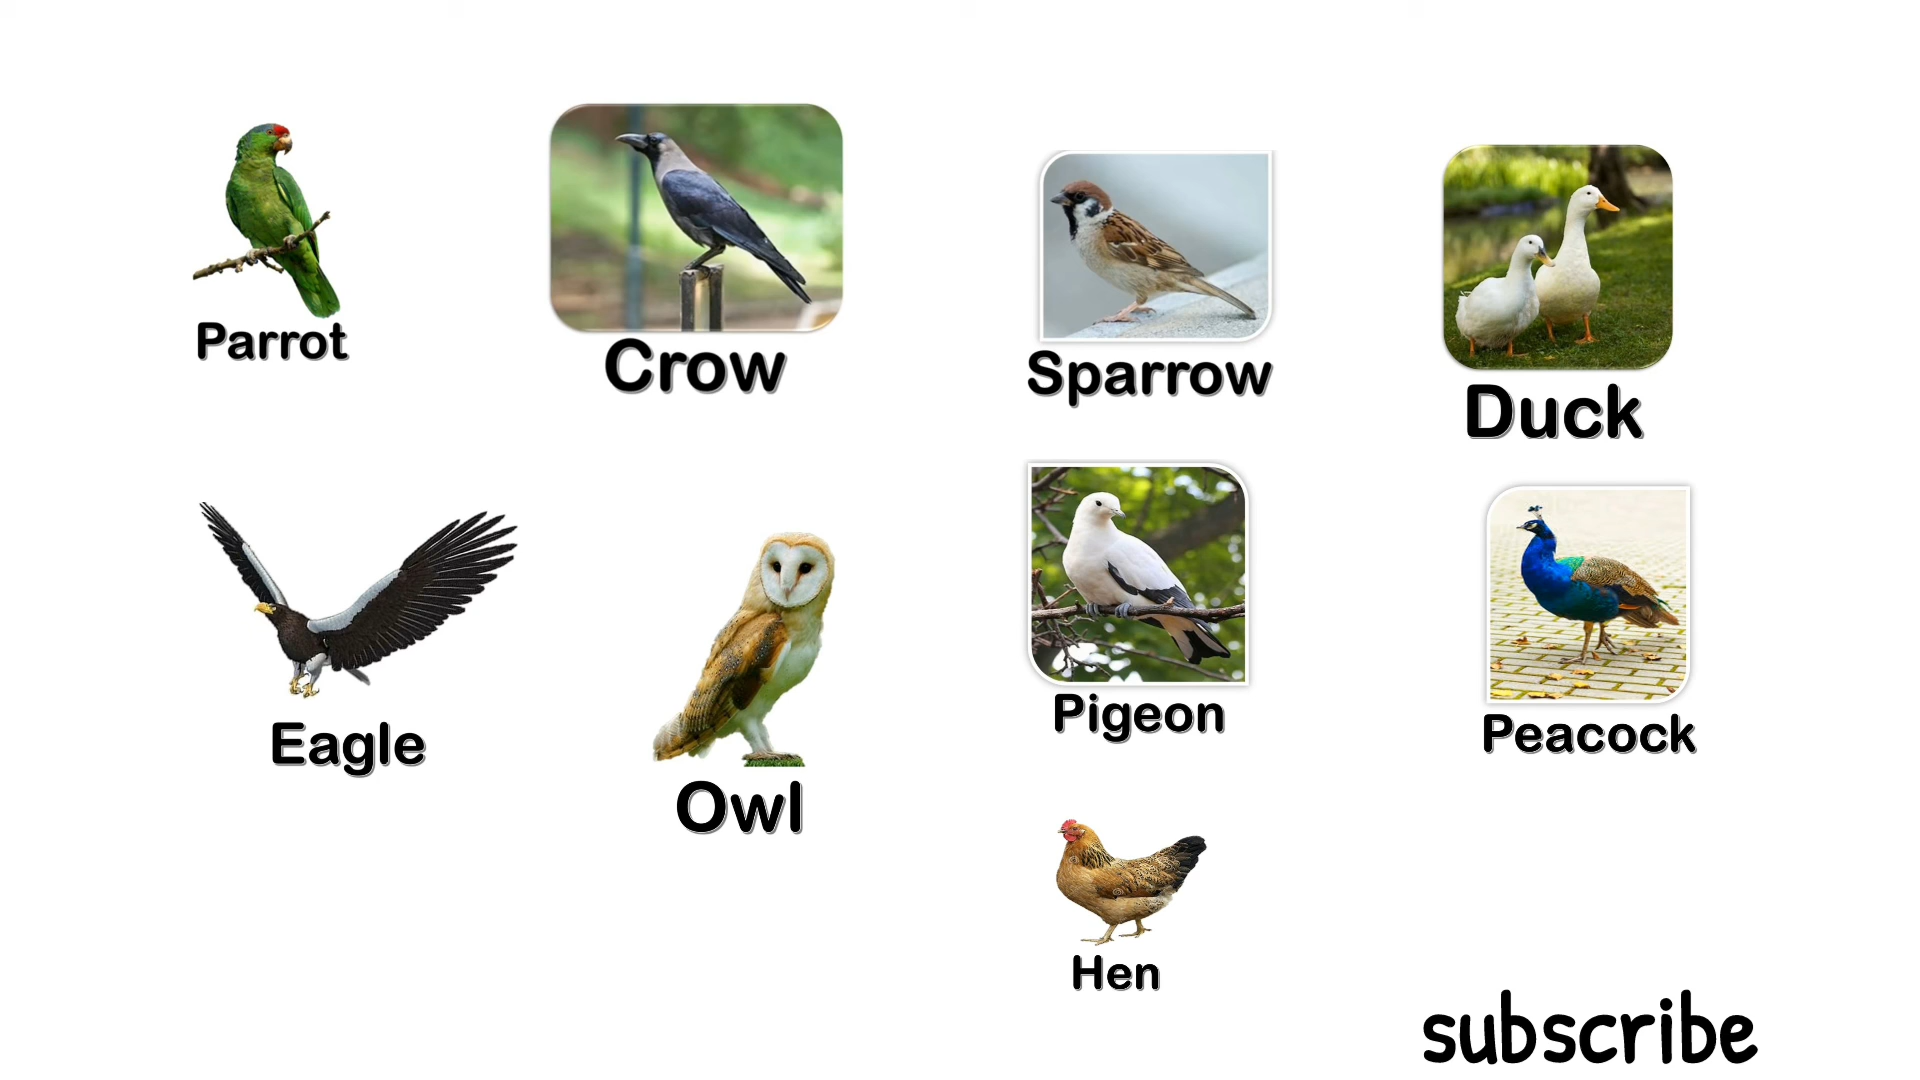 Parrot
Crow
Sparrow
Duck
Eagle
Owl
Pigeon
Peacock
Hen
subscribe